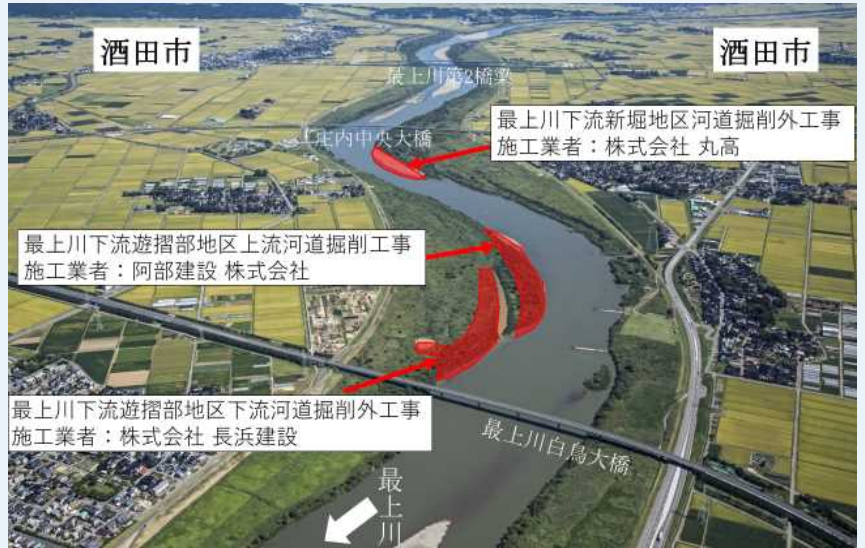 酒田市
酒田市
最上川第2橋梁
庄内中央大橋
最上川下流新堀地区河道掘削外工事
施工業者：株式会社 丸高
最上川下流遊摺部地区上流河道掘削工事
施工業者：阿部建設 株式会社
最上川下流遊摺部地区下流河道掘削外工事
施工業者：株式会社 長浜建設
最上川白鳥大橋
最上川